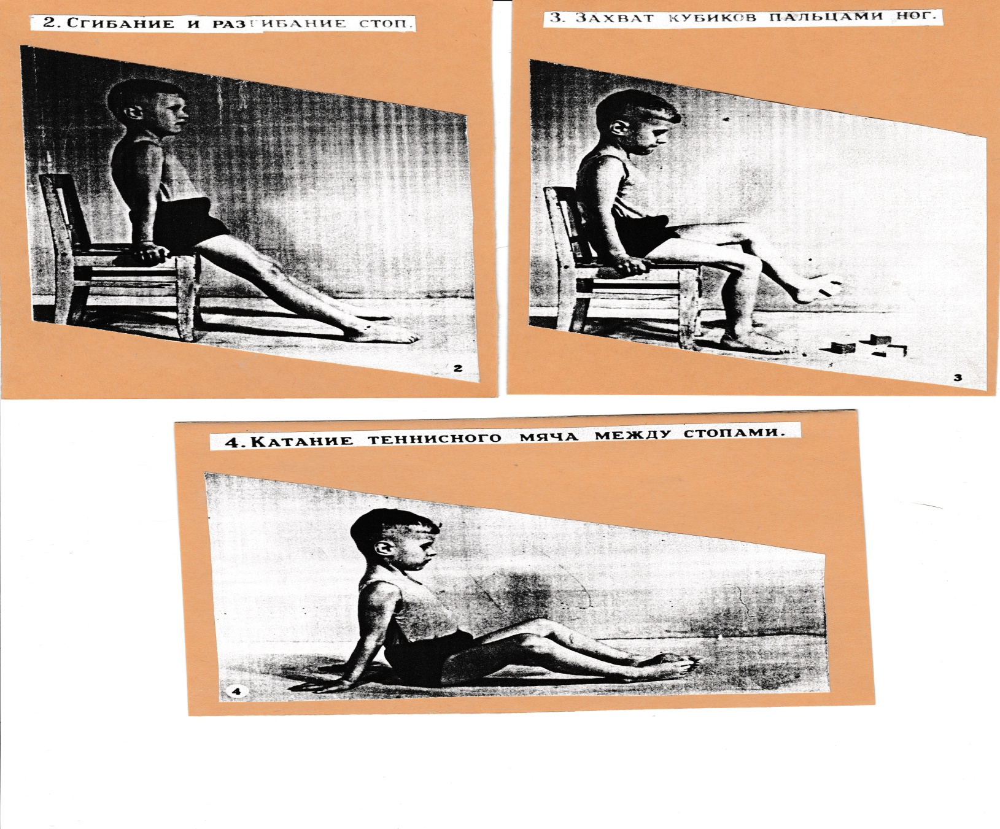 2. Сгибание и разгибание стоп.
3. Захват кубиков пальцами ног.
2
3
4. Катание теннисного мяча между стопами.
4